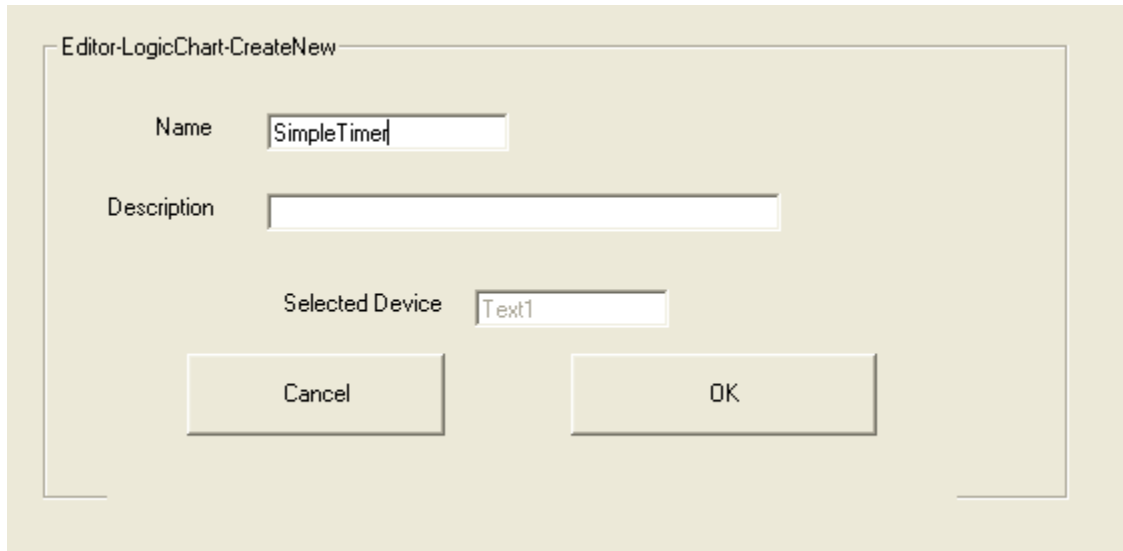 Editor-LogicChart-CreateNew
Name SimpleTimer
Description
Selected Device Text1
Cancel OK